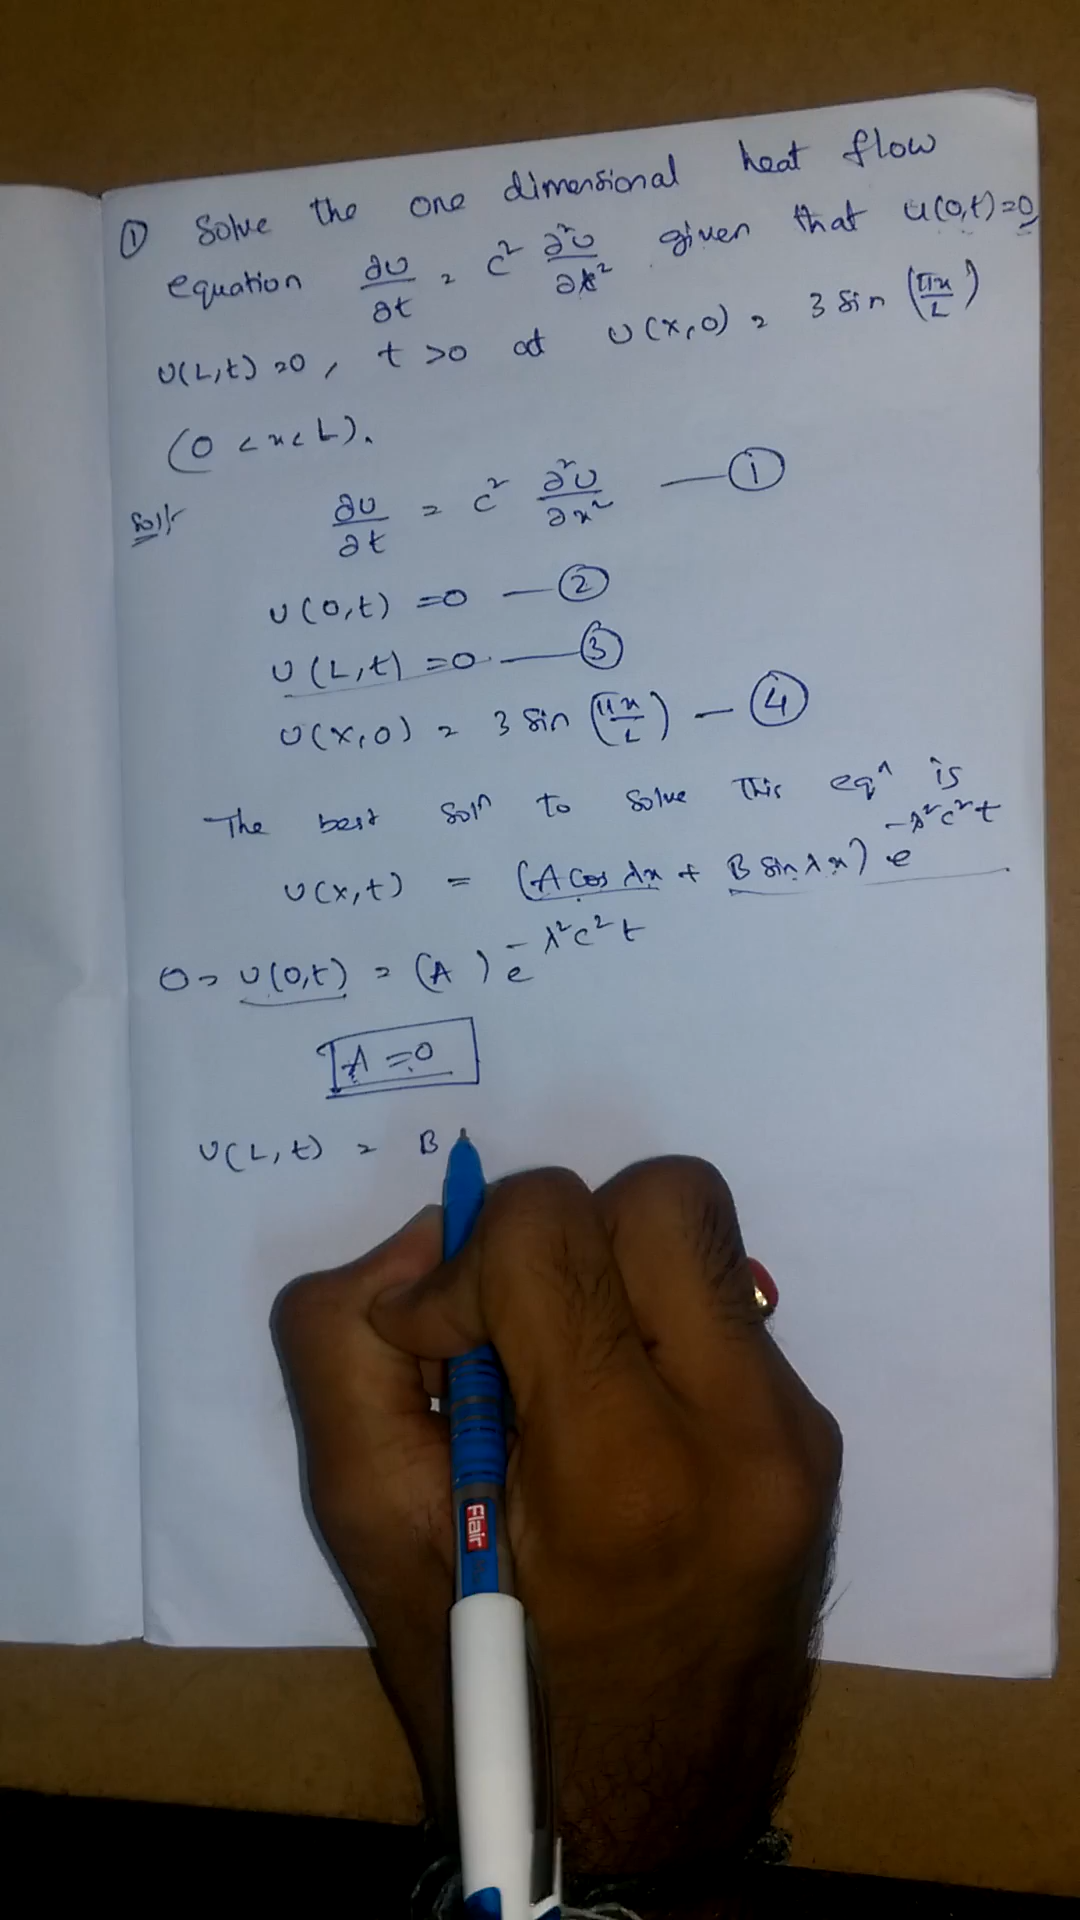 ① Solve the one dimensional heat flow
equation ∂u/∂t = c² ∂²u/∂x² given that u(0,t)=0,
u(L,t)=0, t>0 at u(x,0) = 3 sin (πx/L)
(0<x<L).
Sol:-
∂u/∂t = c² ∂²u/∂x² — ①
u(0,t) =0 — ②
u(L,t) =0. — ③
u(x,0) = 3 sin (πx/L) — ④
The best solⁿ to solve This eqⁿ is
u(x,t) = (A cos λx + B sin λx) e^{-λ²c²t}
0 = u(0,t) = (A) e^{-λ²c²t}
A =0
u(L,t) = B
Flair